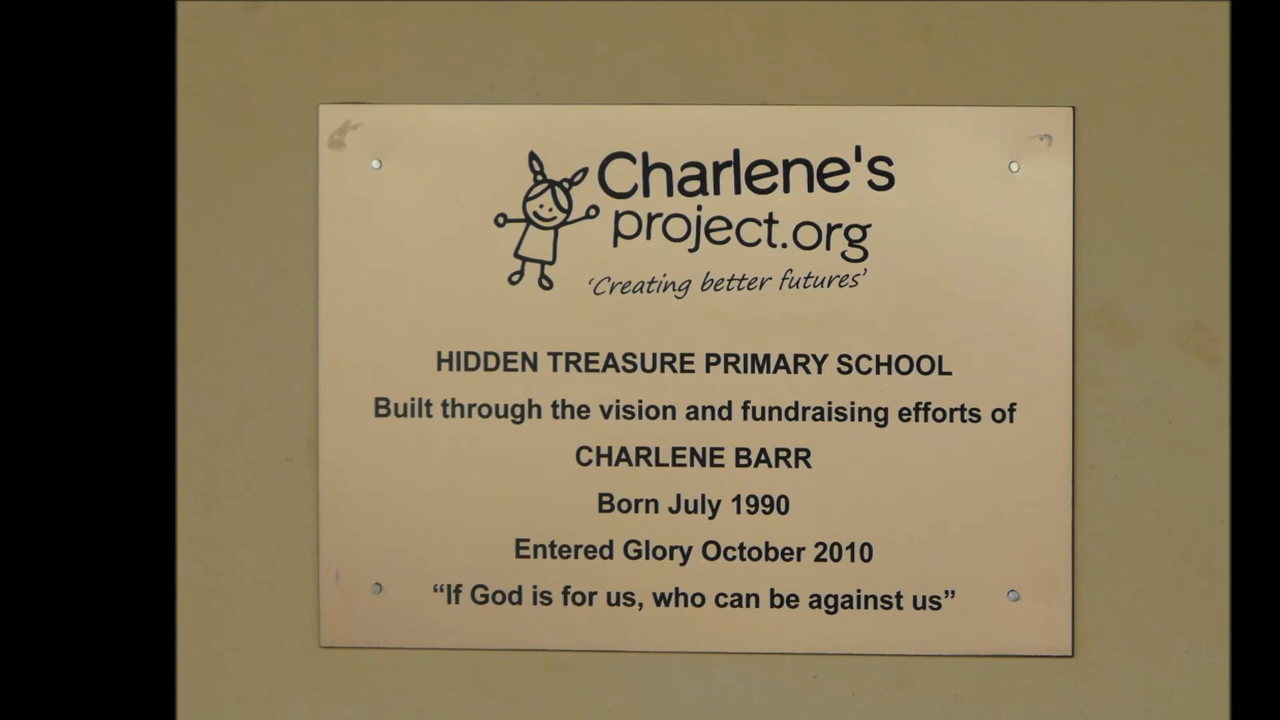 Charlene's
project.org
‘Creating better futures’
HIDDEN TREASURE PRIMARY SCHOOL
Built through the vision and fundraising efforts of
CHARLENE BARR
Born July 1990
Entered Glory October 2010
“If God is for us, who can be against us”